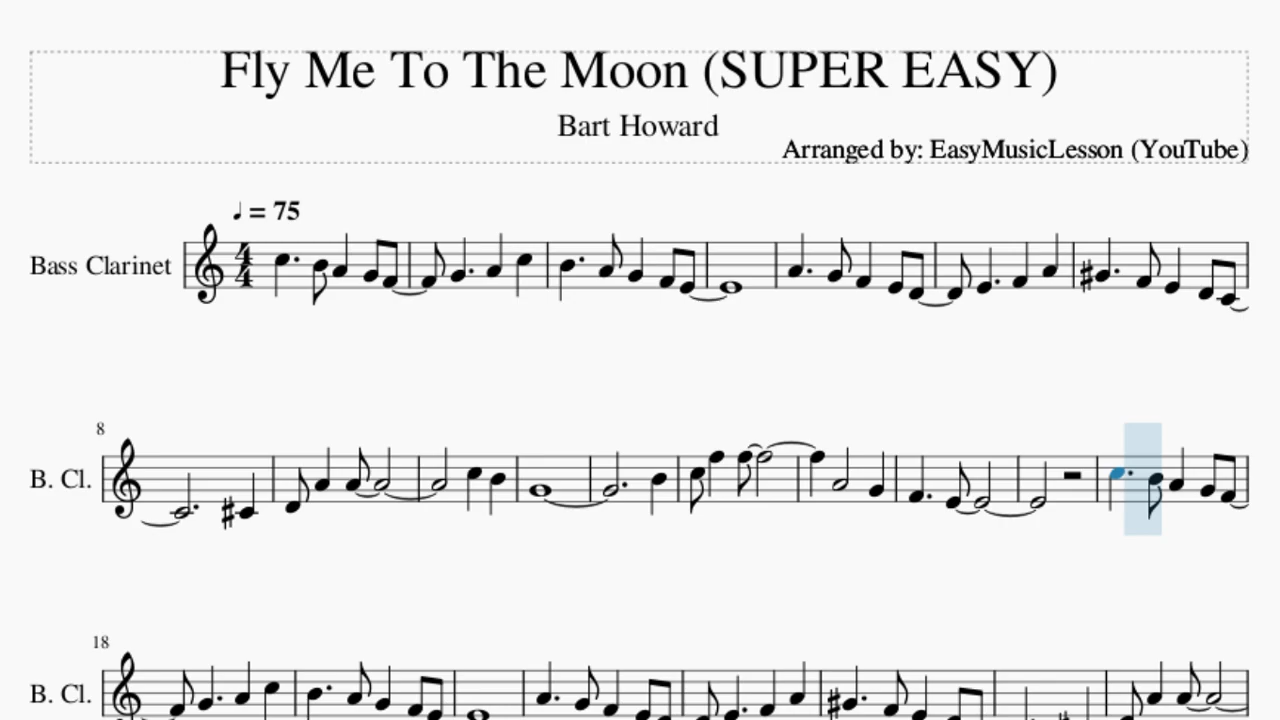 Fly Me To The Moon (SUPER EASY)
Bart Howard
Arranged by: EasyMusicLesson (YouTube)
♩ = 75
Bass Clarinet
4
4
8
B. Cl.
18
B. Cl.